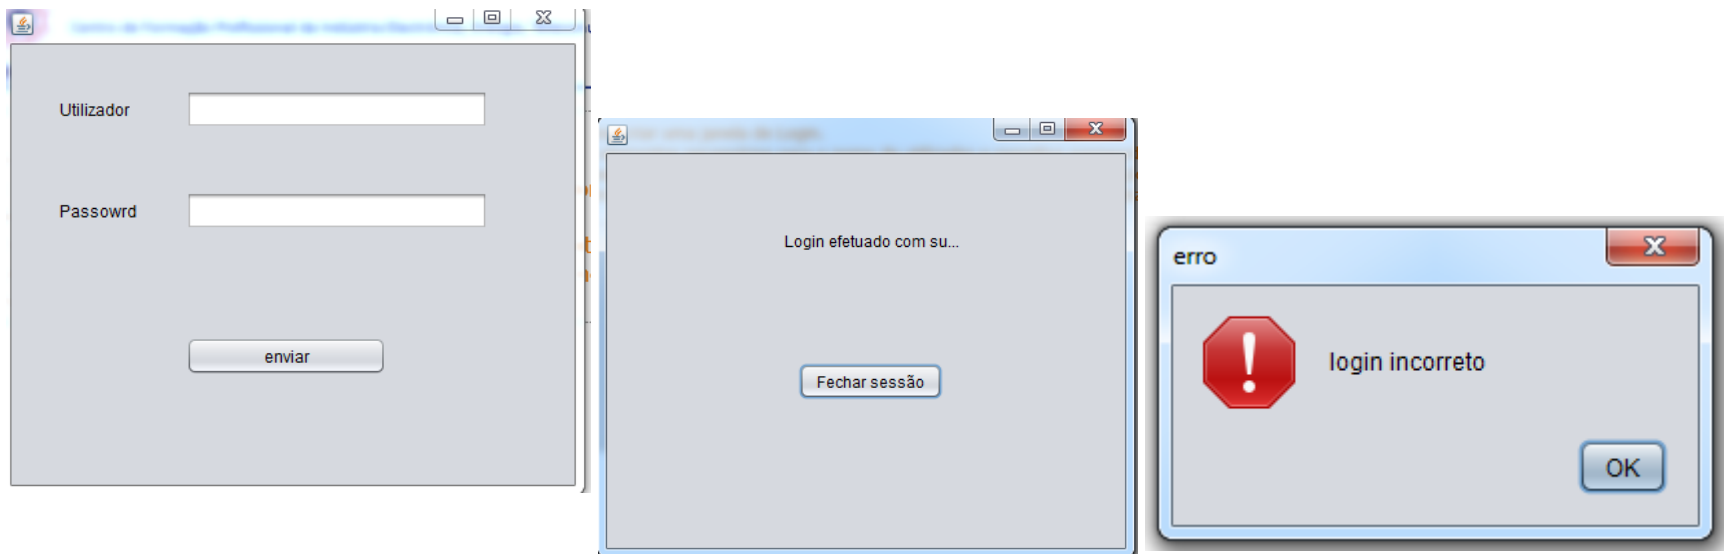 Utilizador
Passowrd
enviar
Login efetuado com su...
Fechar sessão
erro
login incorreto
OK